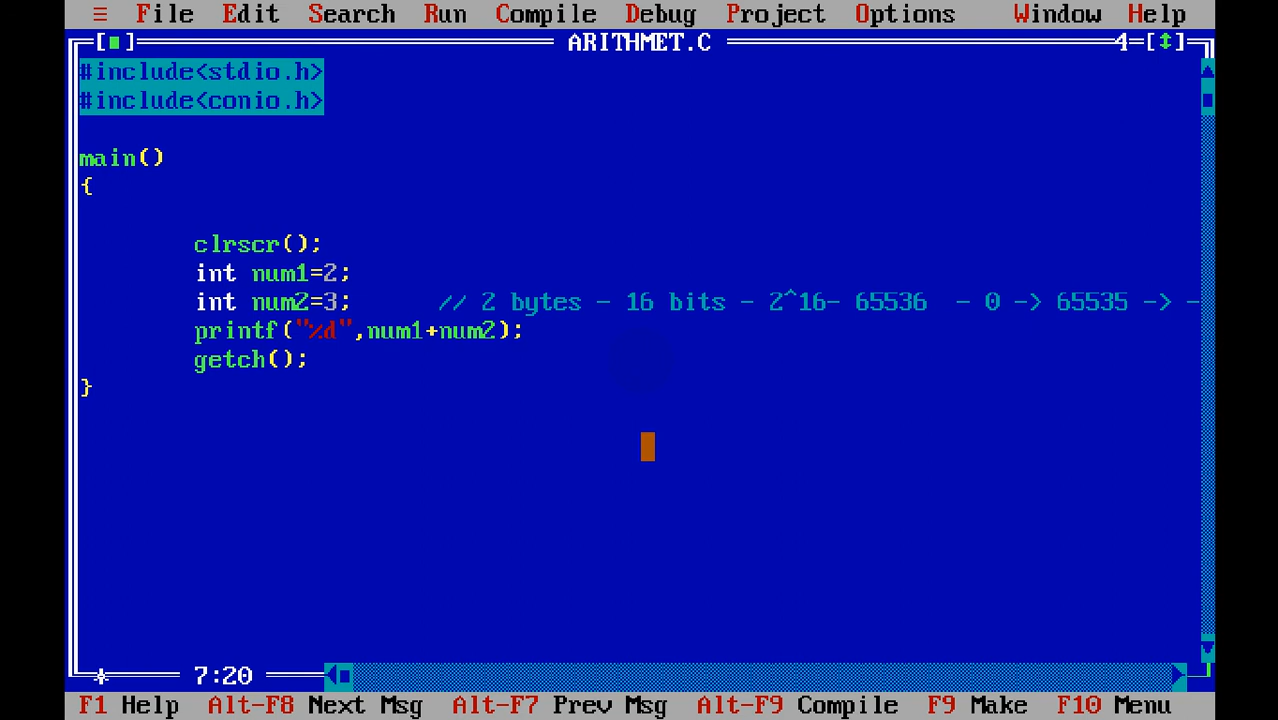 ≡ File Edit Search Run Compile Debug Project Options Window Help
[■] ARITHMET.C 4=[↕]
#include<stdio.h>
#include<conio.h>
main()
{
clrscr();
int num1=2;
int num2=3; // 2 bytes - 16 bits - 2^16- 65536 - 0 -> 65535 -> -
printf("%d",num1+num2);
getch();
}
* 7:20
F1 Help Alt-F8 Next Msg Alt-F7 Prev Msg Alt-F9 Compile F9 Make F10 Menu